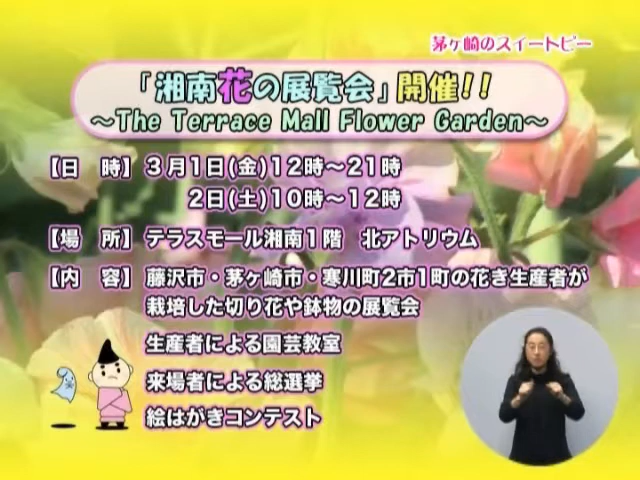 茅ヶ崎のスイートピー
「湘南花の展覧会」開催!!
～The Terrace Mall Flower Garden～
【日　時】3月1日(金)12時～21時
2日(土)10時～12時
【場　所】テラスモール湘南1階　北アトリウム
【内　容】藤沢市・茅ヶ崎市・寒川町2市1町の花き生産者が
栽培した切り花や鉢物の展覧会
生産者による園芸教室
来場者による総選挙
絵はがきコンテスト